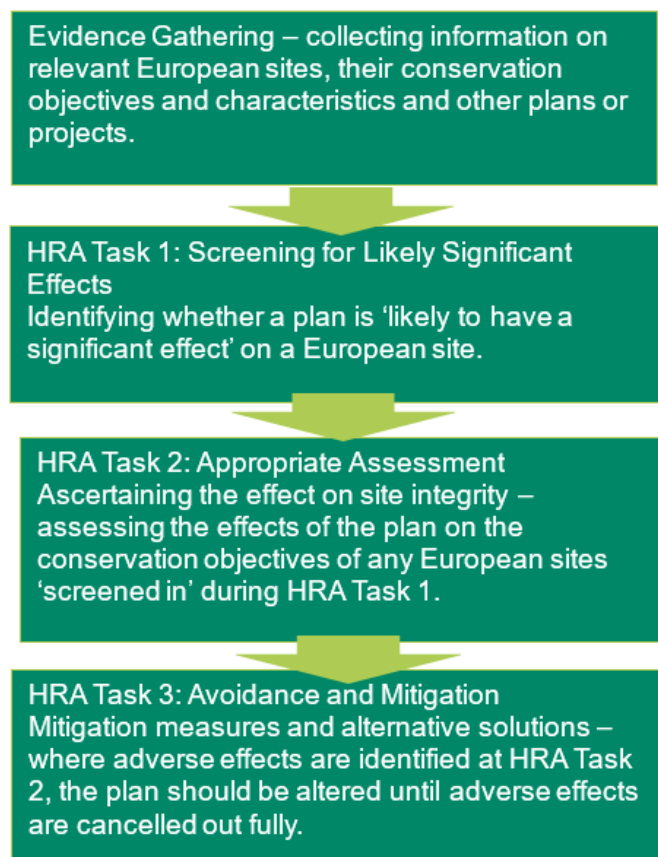 Evidence Gathering – collecting information on
relevant European sites, their conservation
objectives and characteristics and other plans or
projects.
HRA Task 1: Screening for Likely Significant
Effects
Identifying whether a plan is ‘likely to have a
significant effect’ on a European site.
HRA Task 2: Appropriate Assessment
Ascertaining the effect on site integrity –
assessing the effects of the plan on the
conservation objectives of any European sites
‘screened in’ during HRA Task 1.
HRA Task 3: Avoidance and Mitigation
Mitigation measures and alternative solutions –
where adverse effects are identified at HRA Task
2, the plan should be altered until adverse effects
are cancelled out fully.